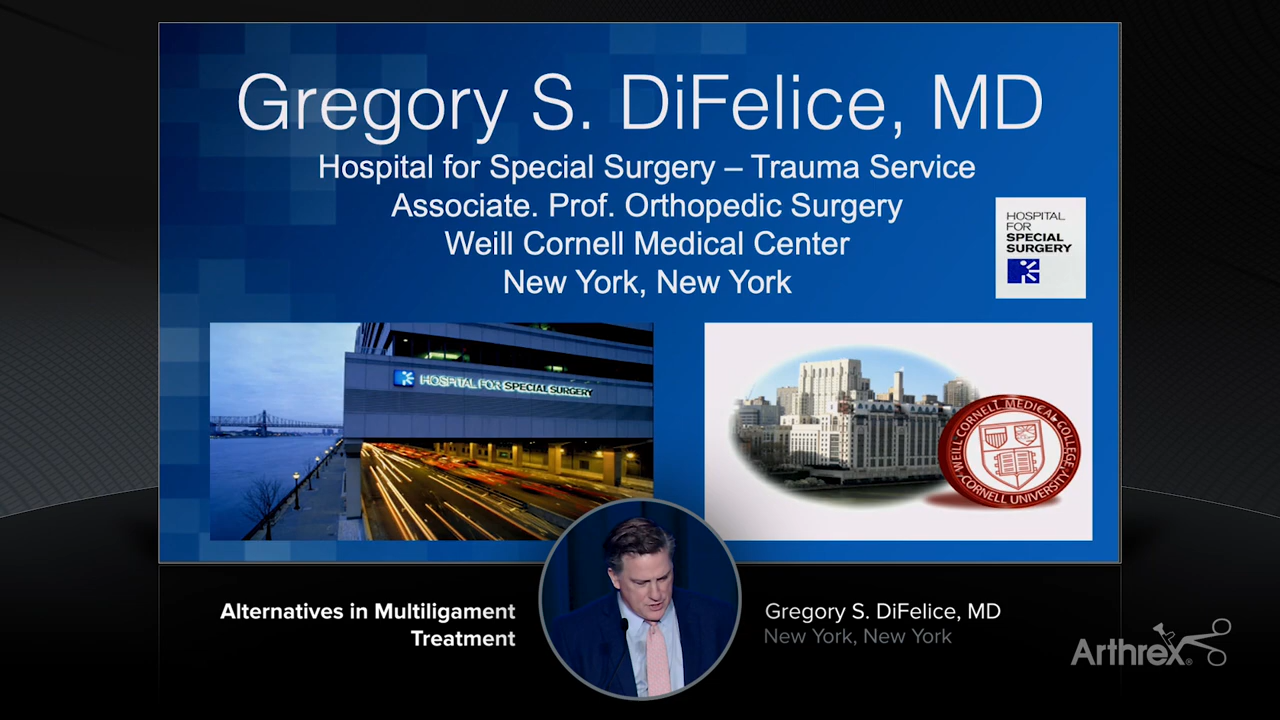 Gregory S. DiFelice, MD
Hospital for Special Surgery – Trauma Service
Associate. Prof. Orthopedic Surgery
Weill Cornell Medical Center
New York, New York
HOSPITAL
FOR
SPECIAL
SURGERY
HOSPITAL FOR SPECIAL SURGERY
WEILL CORNELL MEDICAL COLLEGE
CORNELL UNIVERSITY
Alternatives in Multiligament
Treatment
Gregory S. DiFelice, MD
New York, New York
Arthrex®